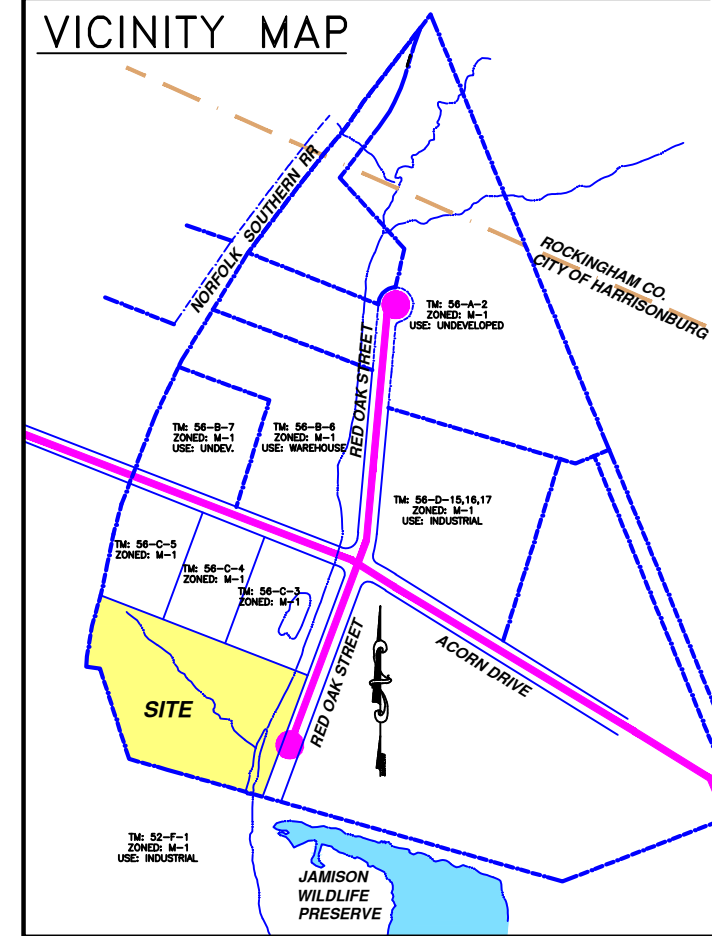 VICINITY MAP
NORFOLK SOUTHERN RR
ROCKINGHAM CO.
CITY OF HARRISONBURG
TM: 56-A-2
ZONED: M-1
USE: UNDEVELOPED
RED OAK STREET
TM: 56-B-7
ZONED: M-1
USE: UNDEV.
TM: 56-B-6
ZONED: M-1
USE: WAREHOUSE
TM: 56-D-15,16,17
ZONED: M-1
USE: INDUSTRIAL
TM: 56-C-5
ZONED: M-1
TM: 56-C-4
ZONED: M-1
TM: 56-C-3
ZONED: M-1
RED OAK STREET
ACORN DRIVE
SITE
TM: 52-F-1
ZONED: M-1
USE: INDUSTRIAL
JAMISON
WILDLIFE
PRESERVE